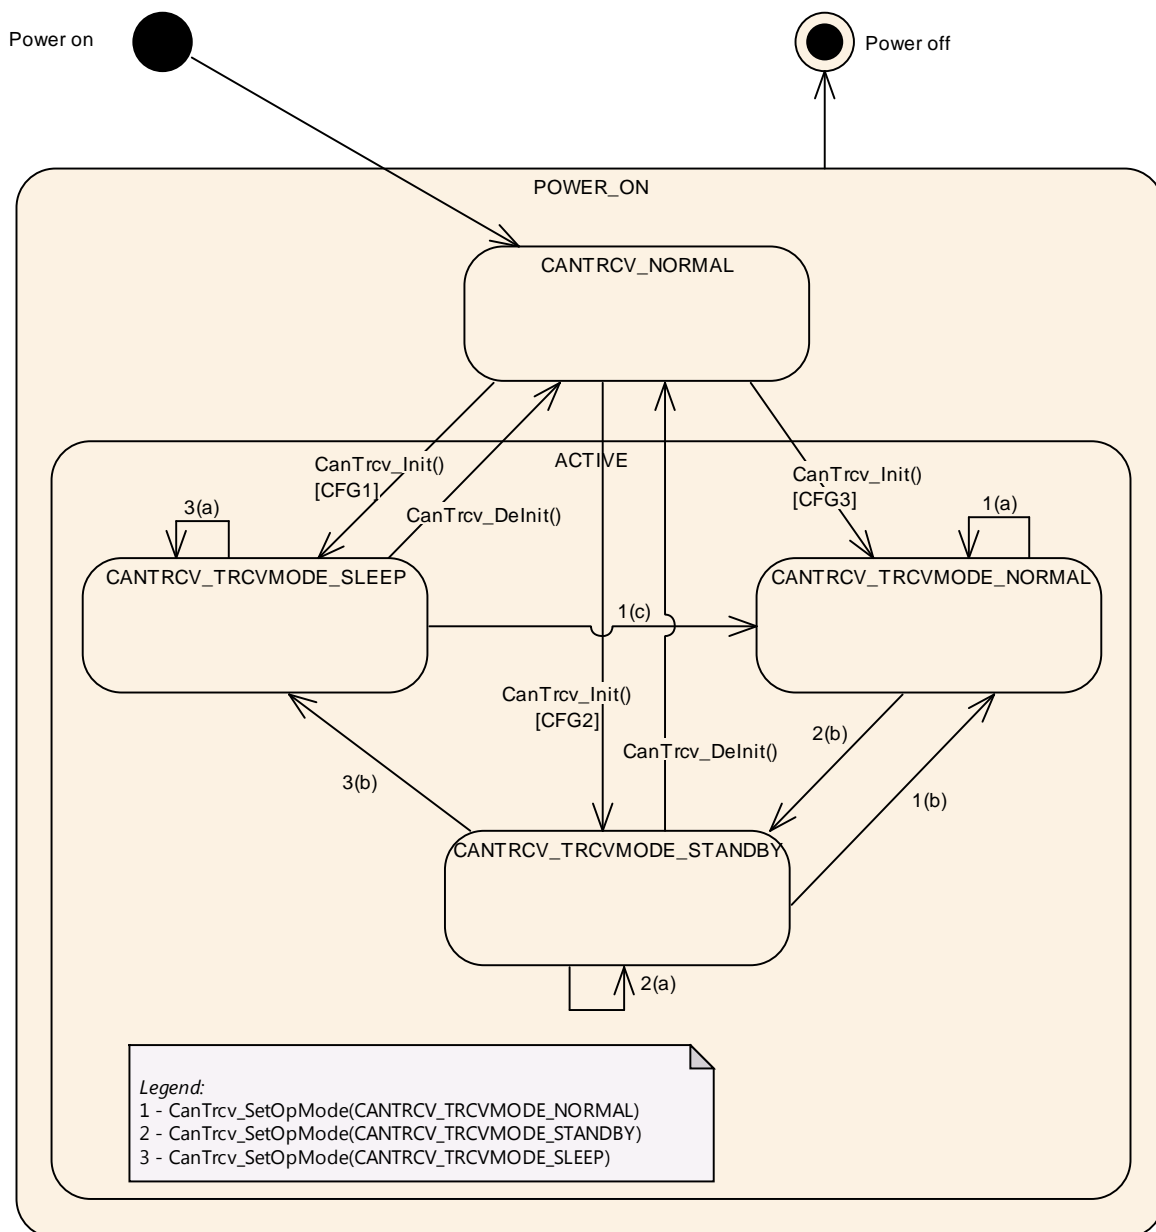 Power on
Power off
POWER_ON
CANTRCV_NORMAL
CanTrcv_Init()
[CFG1]
ACTIVE
CanTrcv_Init()
[CFG3]
3(a)
CanTrcv_DeInit()
1(a)
CANTRCV_TRCVMODE_SLEEP
CANTRCV_TRCVMODE_NORMAL
1(c)
CanTrcv_Init()
[CFG2]
2(b)
CanTrcv_DeInit()
3(b)
1(b)
CANTRCV_TRCVMODE_STANDBY
2(a)
Legend:
1 - CanTrcv_SetOpMode(CANTRCV_TRCVMODE_NORMAL)
2 - CanTrcv_SetOpMode(CANTRCV_TRCVMODE_STANDBY)
3 - CanTrcv_SetOpMode(CANTRCV_TRCVMODE_SLEEP)